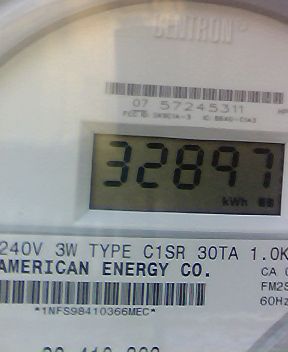 CENTRON®
07 57245311
32897
kWh
240V 3W TYPE C1SR 30TA 1.0K
AMERICAN ENERGY CO.
CA 0
FM2S
60Hz
*1NFS98410366MEC*